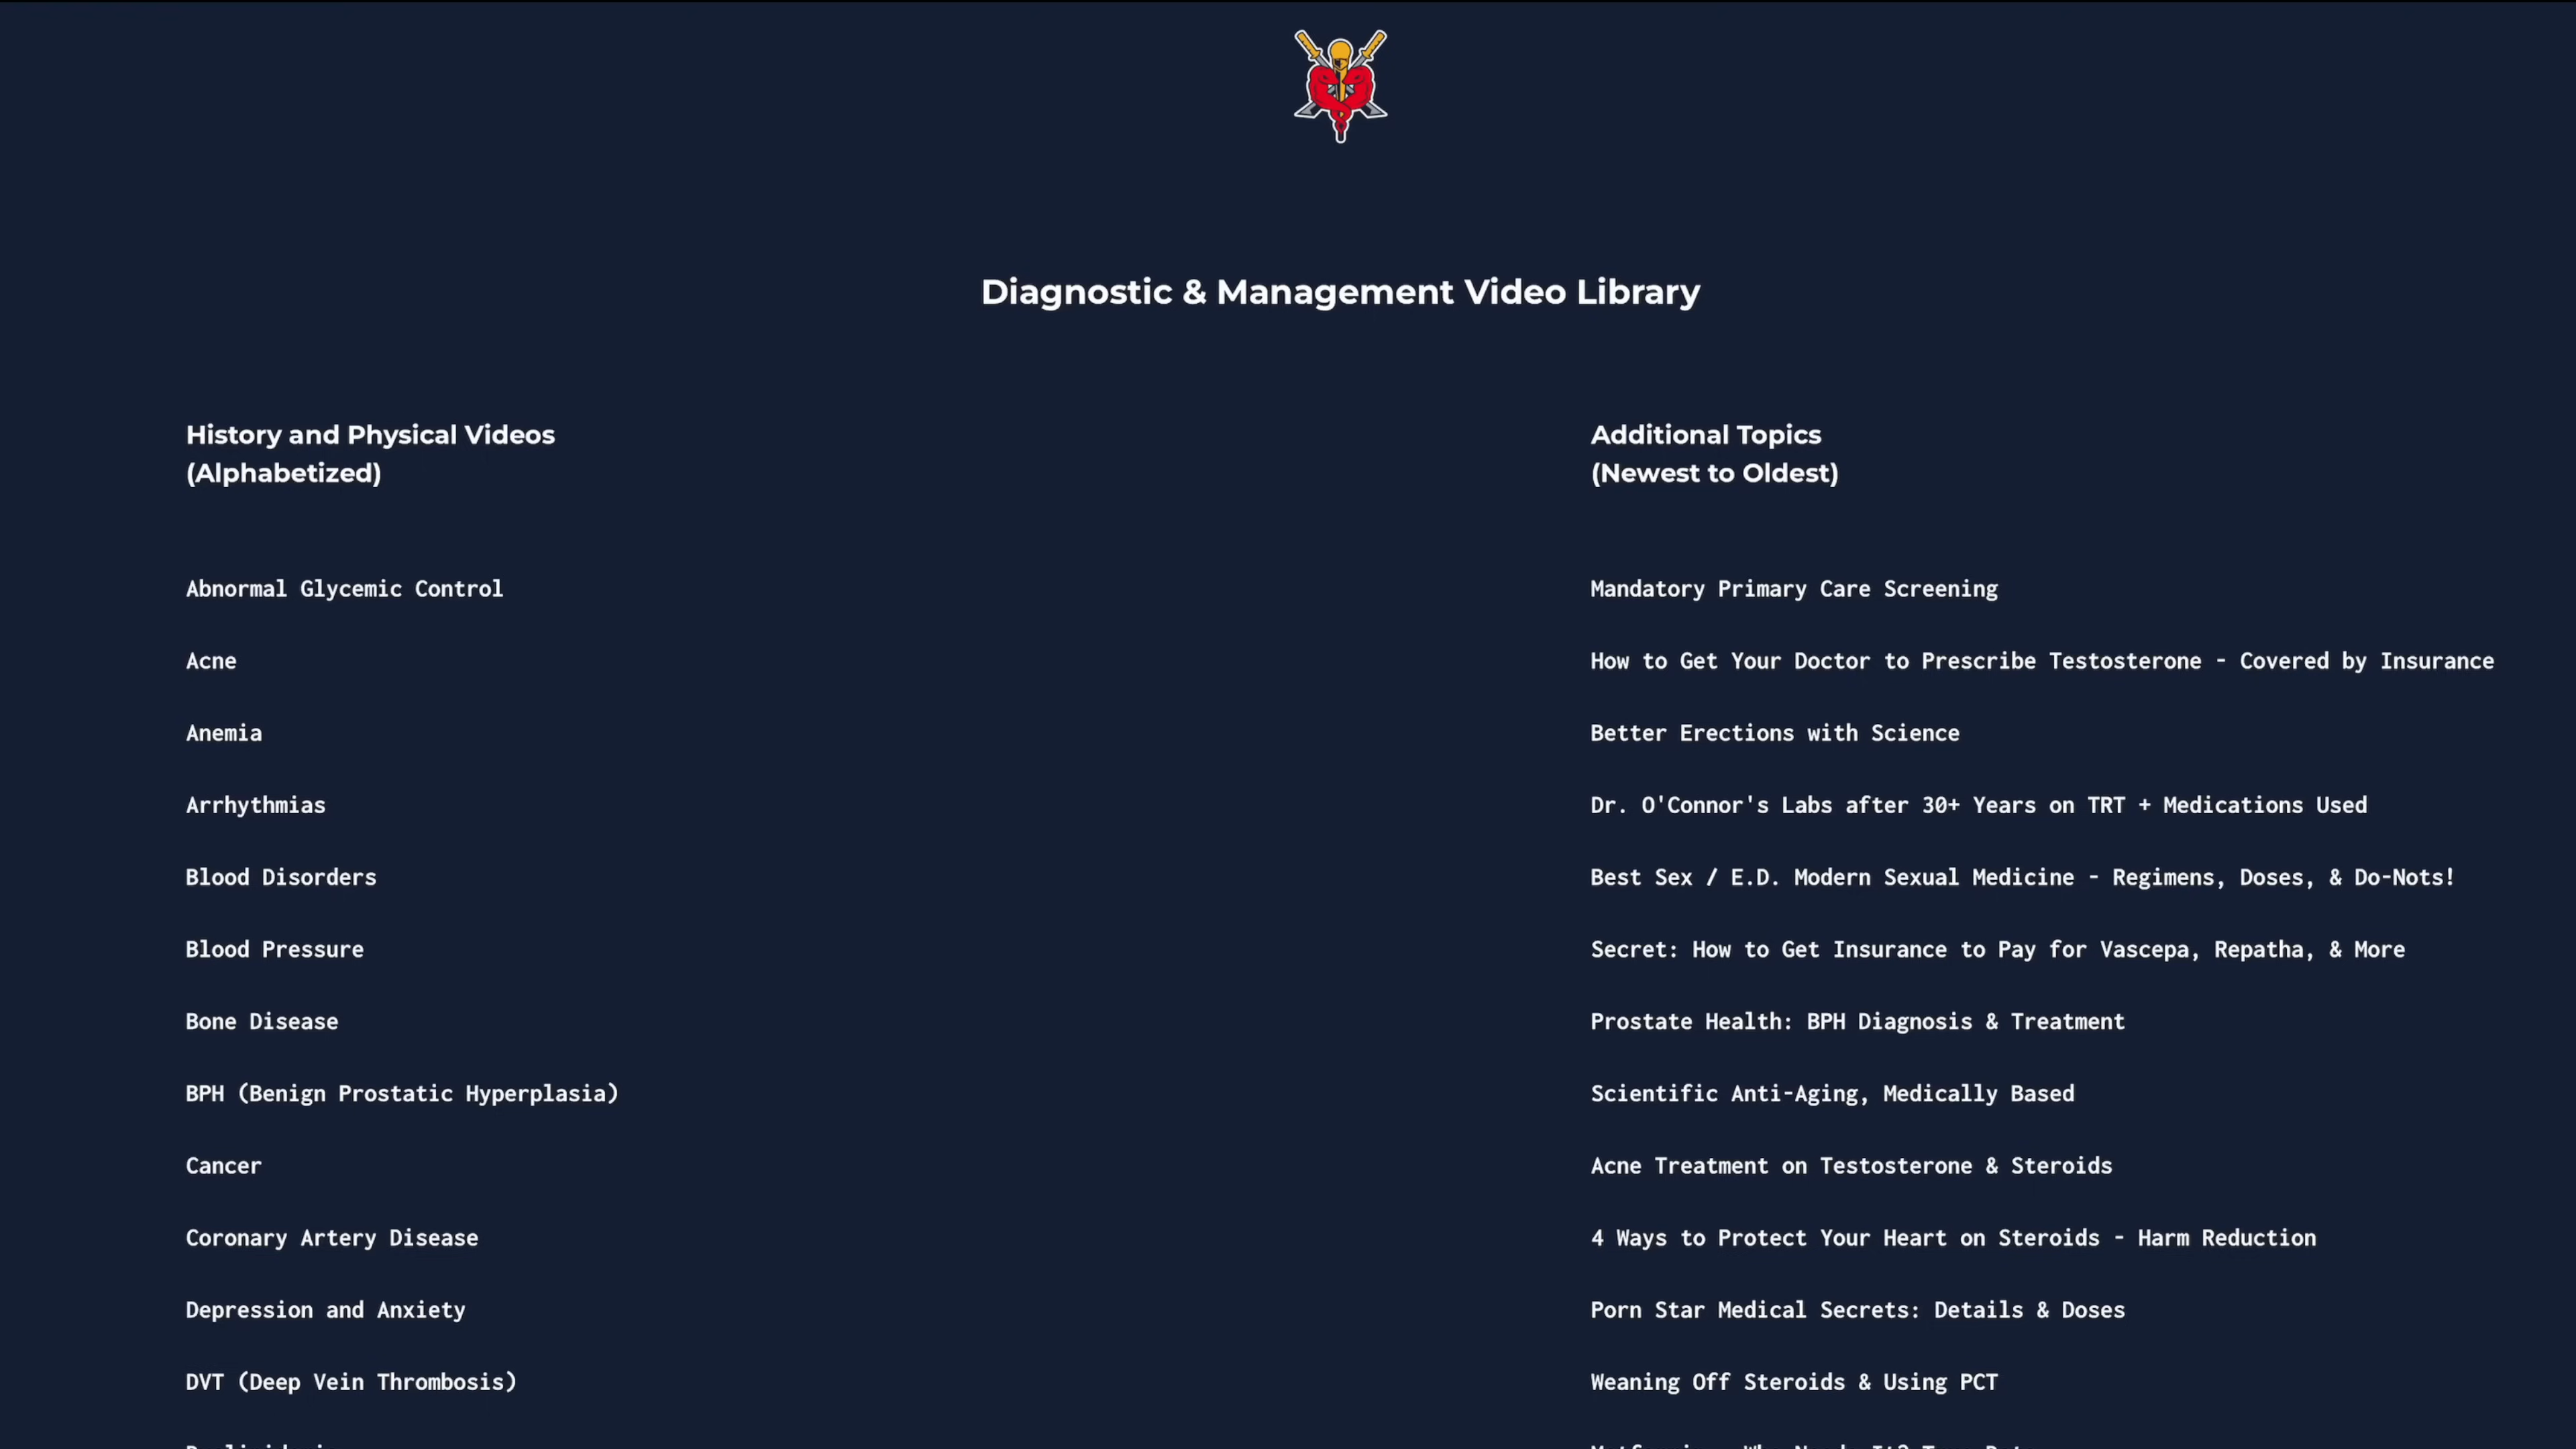 Diagnostic & Management Video Library
History and Physical Videos
(Alphabetized)
Abnormal Glycemic Control
Acne
Anemia
Arrhythmias
Blood Disorders
Blood Pressure
Bone Disease
BPH (Benign Prostatic Hyperplasia)
Cancer
Coronary Artery Disease
Depression and Anxiety
DVT (Deep Vein Thrombosis)
Additional Topics
(Newest to Oldest)
Mandatory Primary Care Screening
How to Get Your Doctor to Prescribe Testosterone - Covered by Insurance
Better Erections with Science
Dr. O'Connor's Labs after 30+ Years on TRT + Medications Used
Best Sex / E.D. Modern Sexual Medicine - Regimens, Doses, & Do-Nots!
Secret: How to Get Insurance to Pay for Vascepa, Repatha, & More
Prostate Health: BPH Diagnosis & Treatment
Scientific Anti-Aging, Medically Based
Acne Treatment on Testosterone & Steroids
4 Ways to Protect Your Heart on Steroids - Harm Reduction
Porn Star Medical Secrets: Details & Doses
Weaning Off Steroids & Using PCT